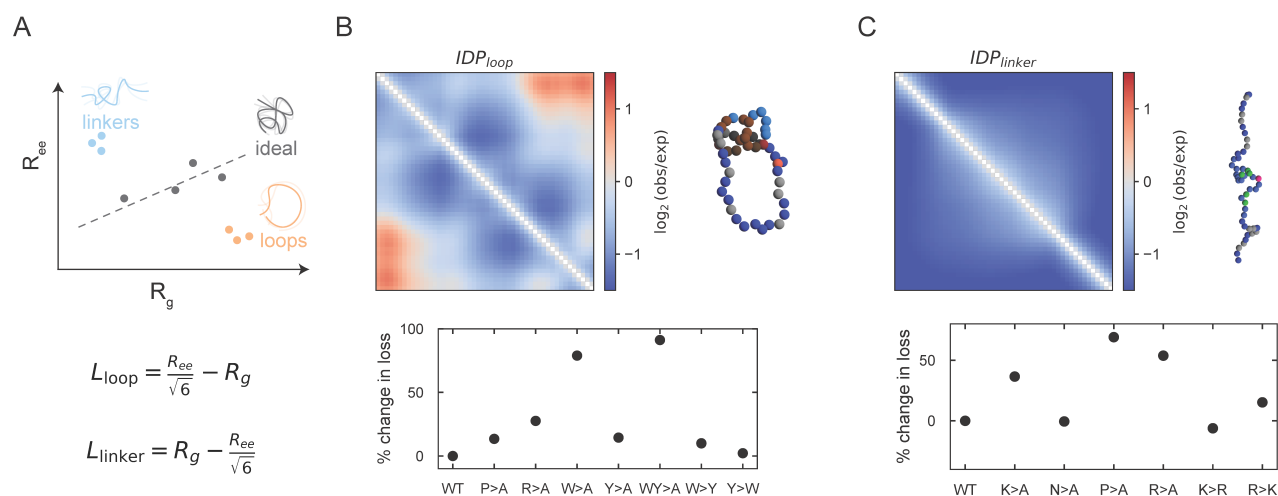 A
B
C
R_ee
R_g
linkers
ideal
loops
L_loop = R_ee/√6 − R_g
L_linker = R_g − R_ee/√6
IDP_loop
1
0
−1
log₂ (obs/exp)
% change in loss
100
50
0
WT P>A R>A W>A Y>A WY>A W>Y Y>W
IDP_linker
1
0
−1
log₂ (obs/exp)
% change in loss
50
0
WT K>A N>A P>A R>A K>R R>K